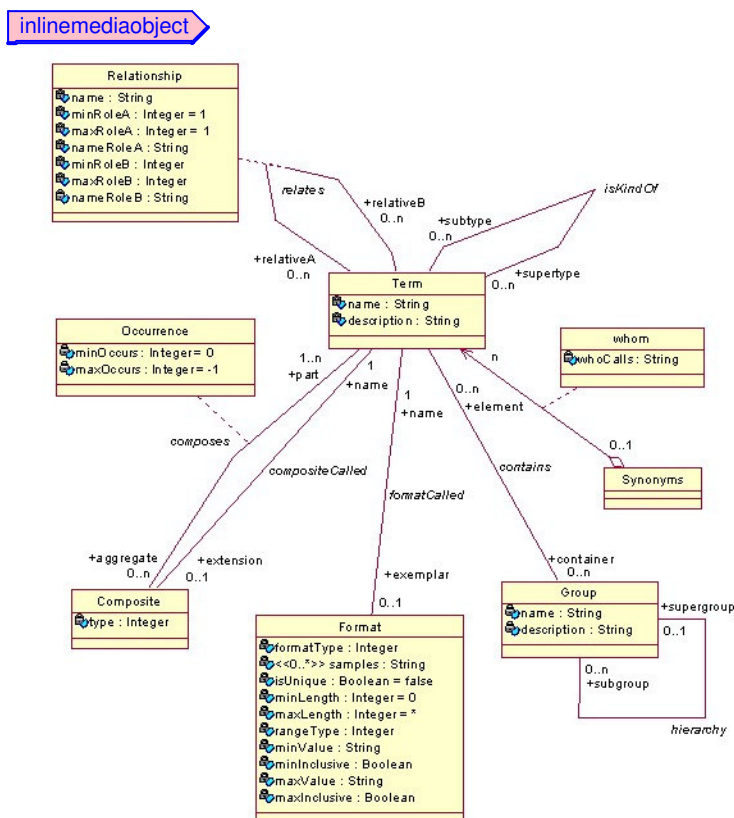 inlinemediaobject
Relationship
name : String
minRoleA : Integer = 1
maxRoleA : Integer = 1
nameRoleA : String
minRoleB : Integer
maxRoleB : Integer
nameRoleB : String
relates
+relativeB
0..n
+relativeA
0..n
+subtype
0..n
isKindOf
+supertype
0..n
Term
name : String
description : String
Occurrence
minOccurs : Integer = 0
maxOccurs : Integer = -1
whom
whoCalls : String
1..n
+part
1
+name
1
+name
0..n
+element
n
0..1
Synonyms
composes
compositeCalled
formatCalled
contains
+aggregate
0..n
+extension
0..1
+exemplar
0..1
+container
0..n
Composite
type : Integer
Format
formatType : Integer
<<0..*>> samples : String
isUnique : Boolean = false
minLength : Integer = 0
maxLength : Integer = *
rangeType : Integer
minValue : String
minInclusive : Boolean
maxValue : String
maxInclusive : Boolean
Group
name : String
description : String
+supergroup
0..1
0..n
+subgroup
hierarchy